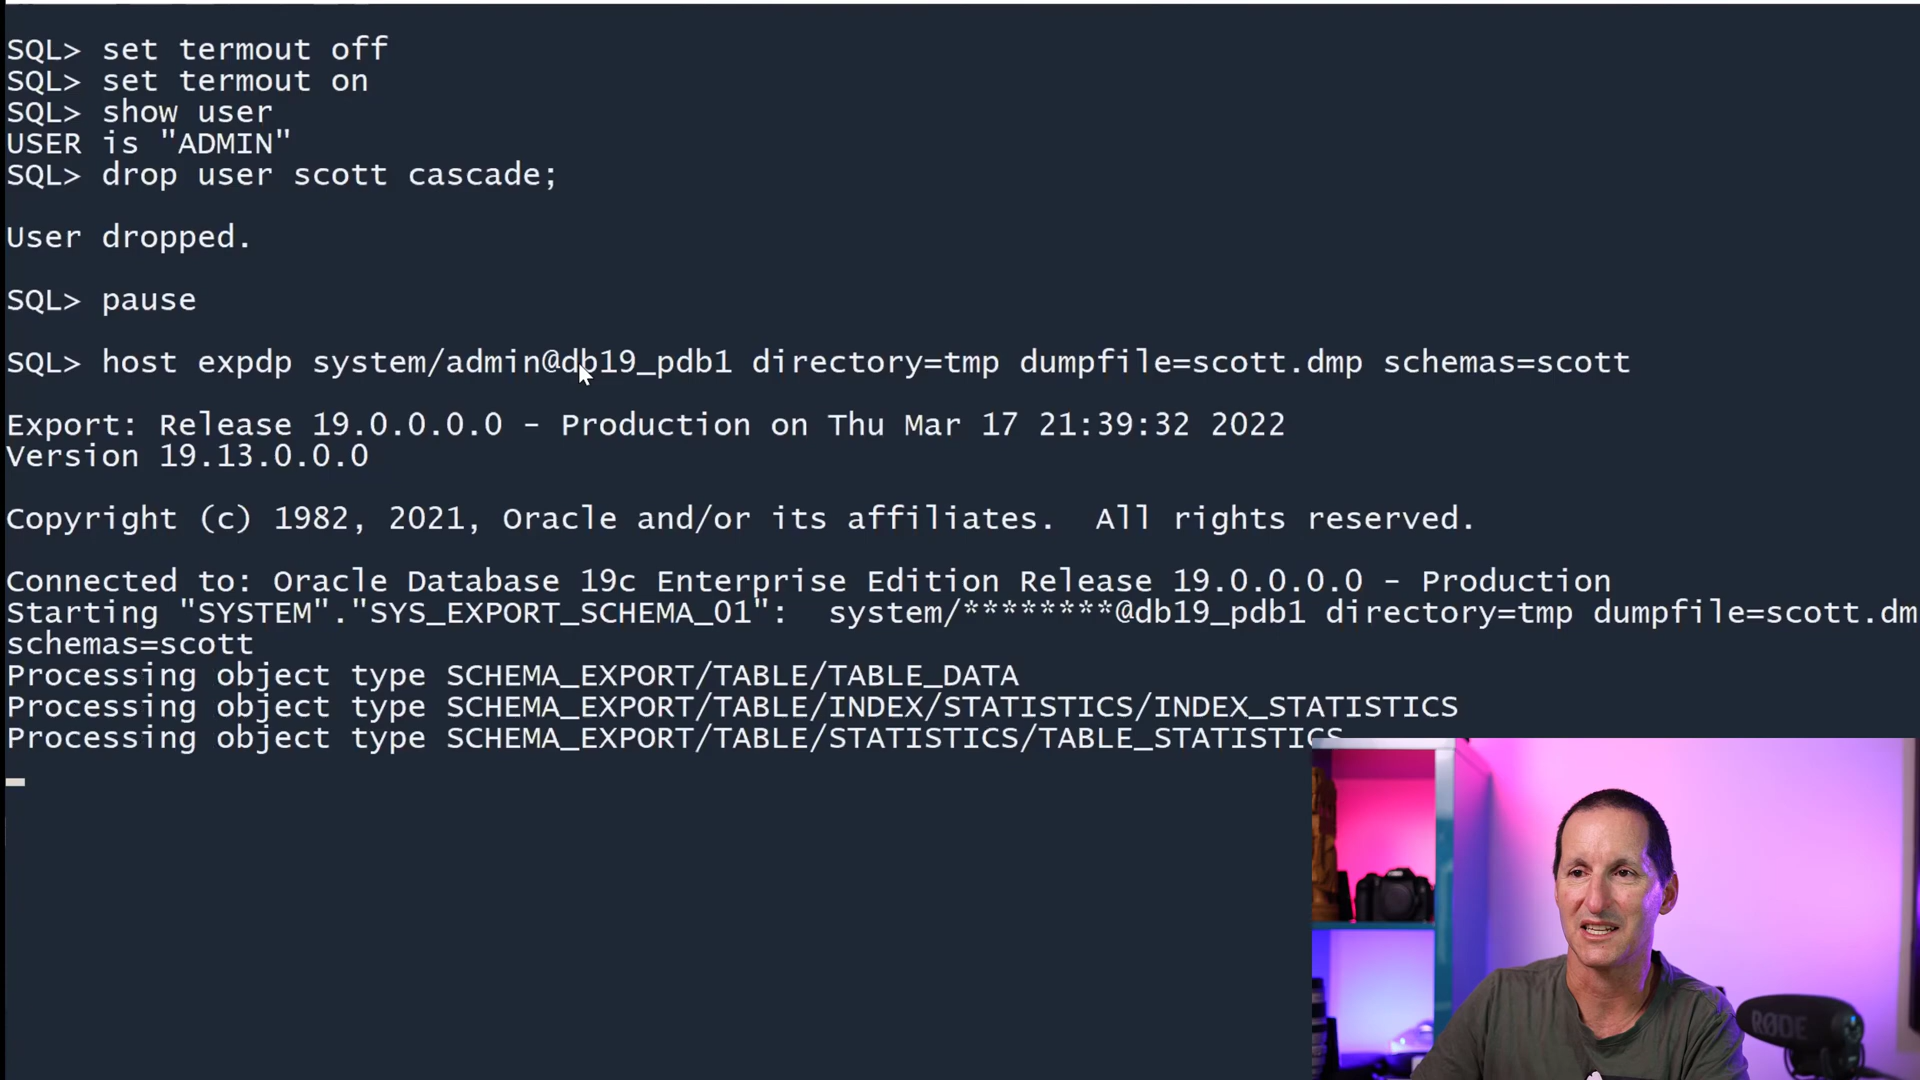 SQL> set termout off
SQL> set termout on
SQL> show user
USER is "ADMIN"
SQL> drop user scott cascade;
User dropped.
SQL> pause
SQL> host expdp system/admin@db19_pdb1 directory=tmp dumpfile=scott.dmp schemas=scott
Export: Release 19.0.0.0.0 - Production on Thu Mar 17 21:39:32 2022
Version 19.13.0.0.0
Copyright (c) 1982, 2021, Oracle and/or its affiliates.  All rights reserved.
Connected to: Oracle Database 19c Enterprise Edition Release 19.0.0.0.0 - Production
Starting "SYSTEM"."SYS_EXPORT_SCHEMA_01":  system/********@db19_pdb1 directory=tmp dumpfile=scott.dm
schemas=scott
Processing object type SCHEMA_EXPORT/TABLE/TABLE_DATA
Processing object type SCHEMA_EXPORT/TABLE/INDEX/STATISTICS/INDEX_STATISTICS
Processing object type SCHEMA_EXPORT/TABLE/STATISTICS/TABLE_STATISTICS
RØDE